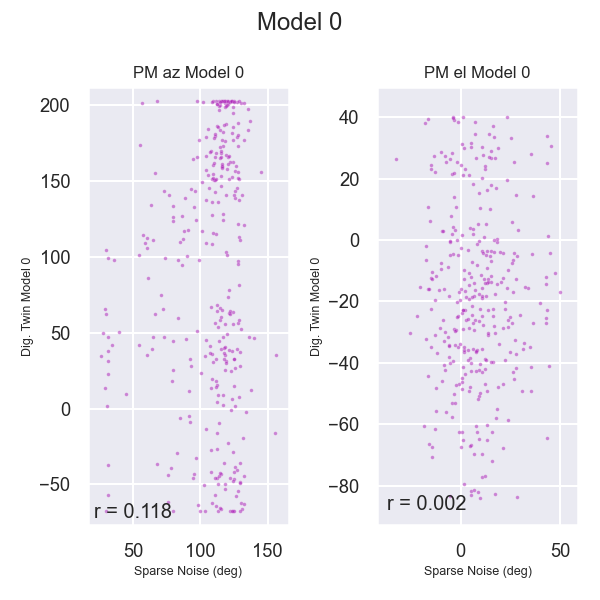 Model 0
PM az Model 0
PM el Model 0
200
150
100
50
0
−50
Dig. Twin Model 0
r = 0.118
50
100
150
Sparse Noise (deg)
40
20
0
−20
−40
−60
−80
Dig. Twin Model 0
r = 0.002
0
50
Sparse Noise (deg)